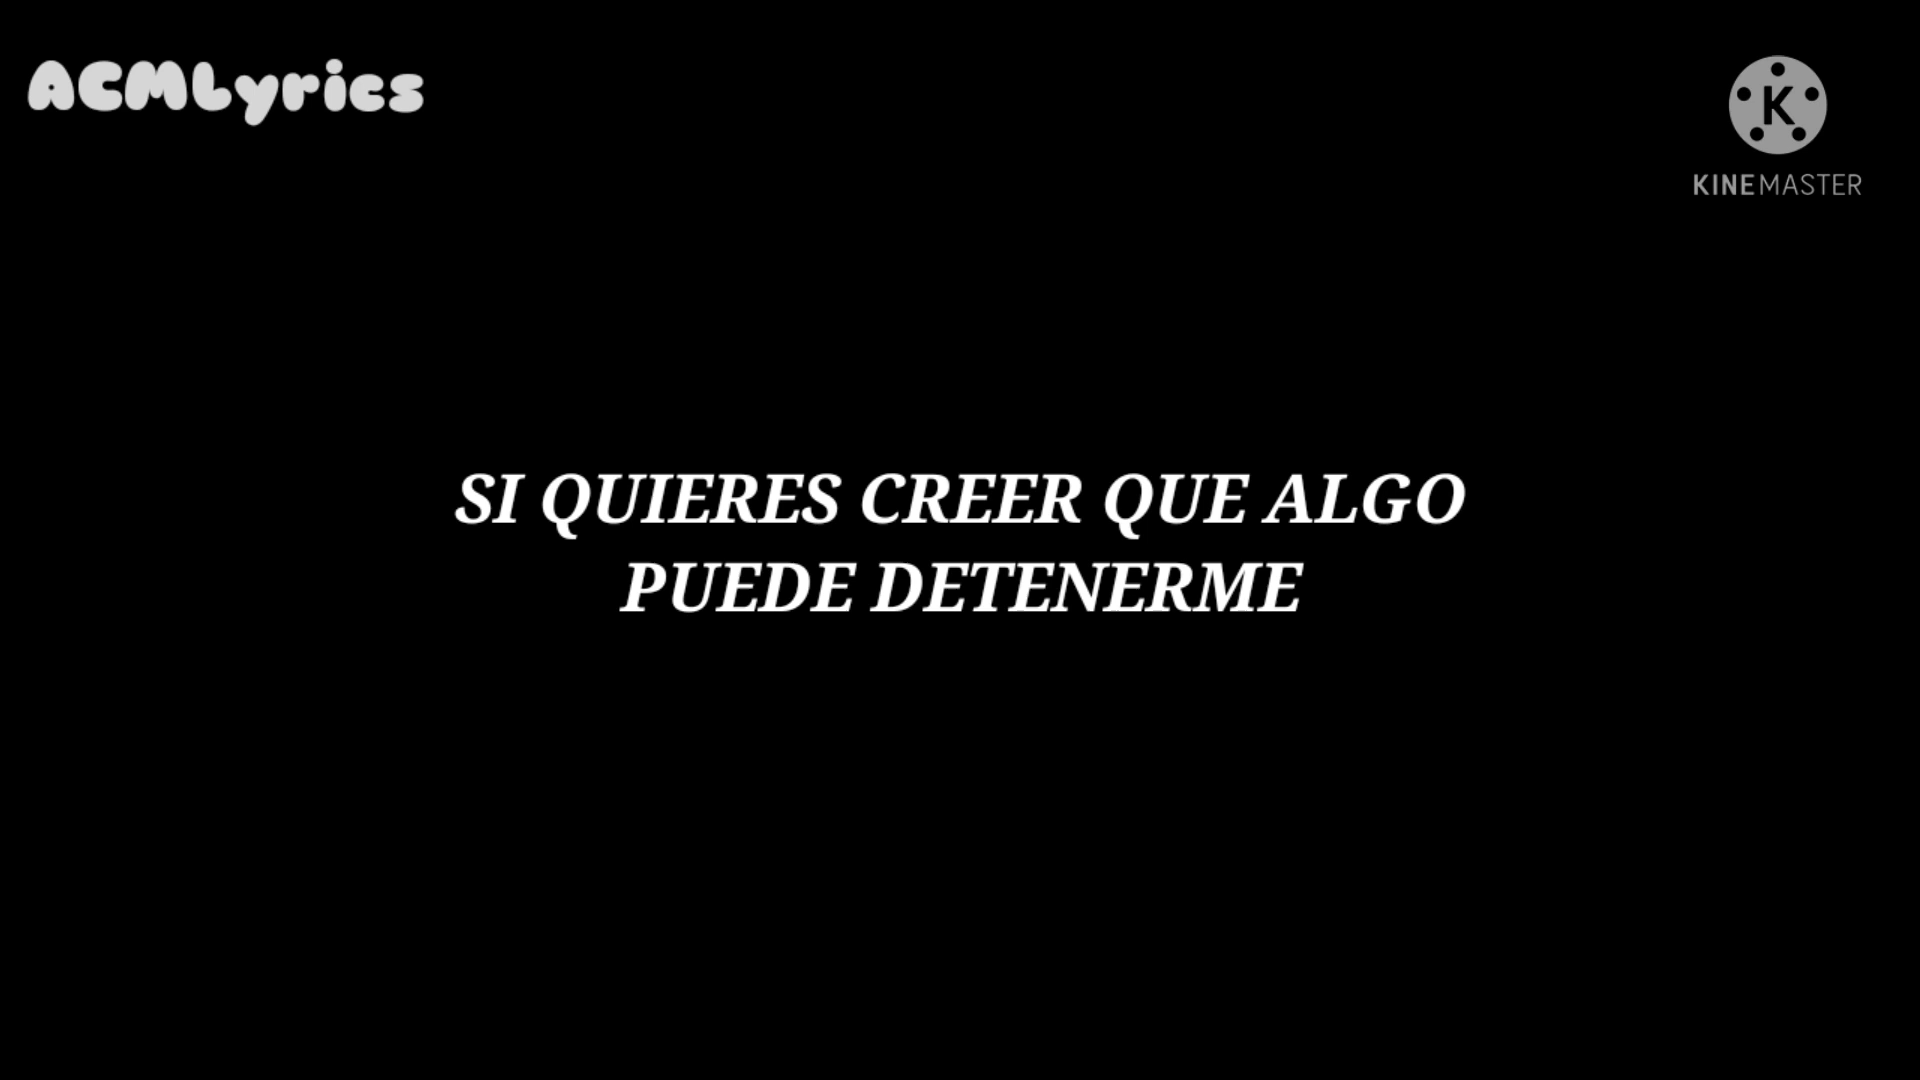 ACMLyrics
K
KINEMASTER
SI QUIERES CREER QUE ALGO
PUEDE DETENERME